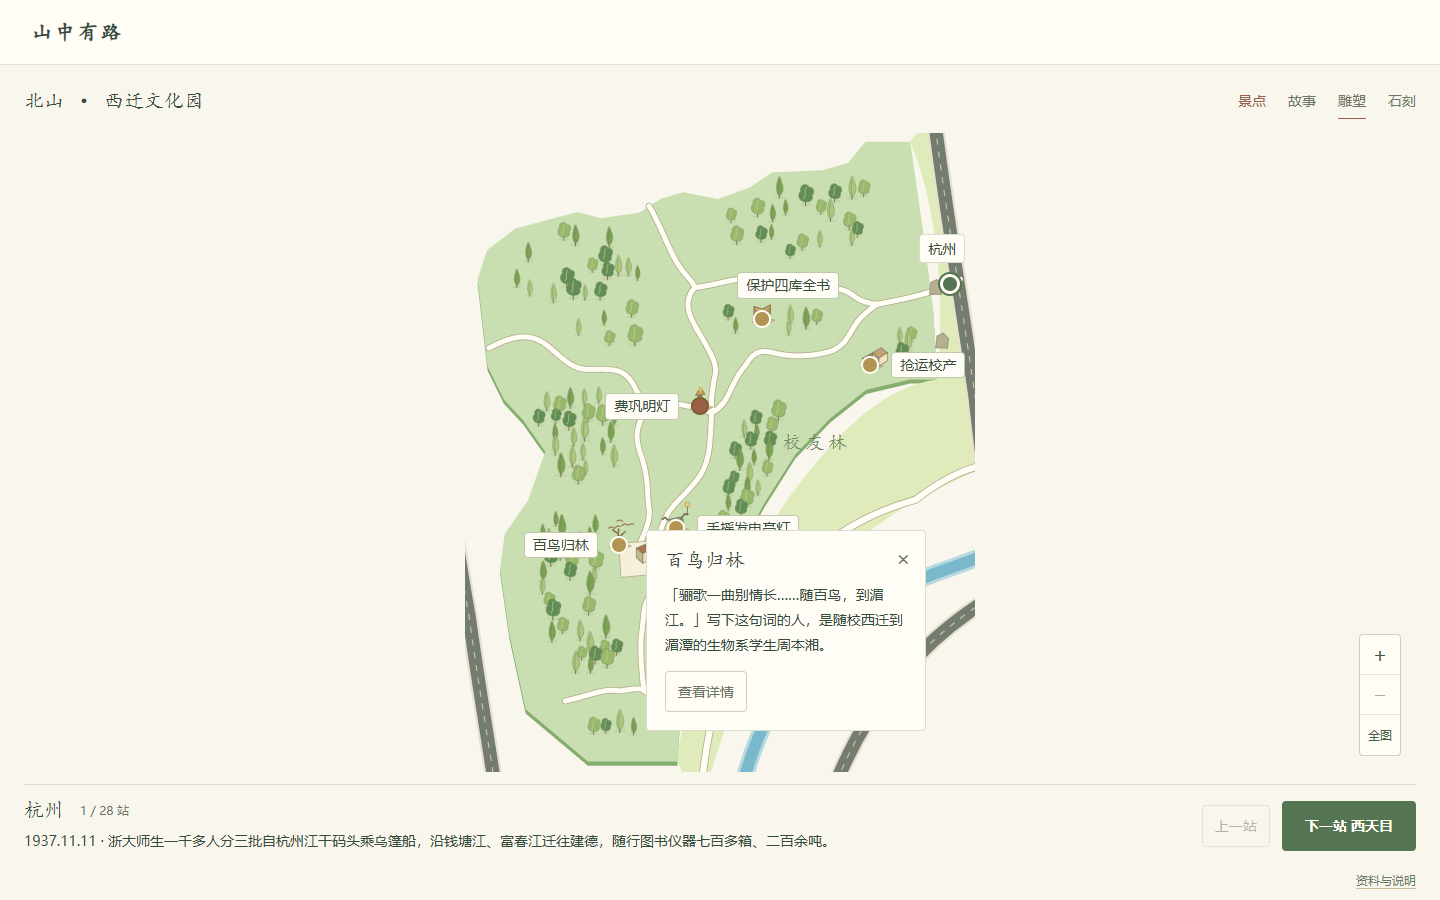 山中有路
北山 • 西迁文化园
景点 故事 雕塑 石刻
杭州
保护四库全书
抢运校产
费巩明灯
校友林
手摇发电亮灯
百鸟归林
百鸟归林 ×
「骊歌一曲别情长……随百鸟，到湄
江。」写下这句词的人，是随校西迁到
湄潭的生物系学生周本湘。
查看详情
+
−
全图
杭州 1 / 28 站
1937.11.11 · 浙大师生一千多人分三批自杭州江干码头乘乌篷船，沿钱塘江、富春江迁往建德，随行图书仪器七百多箱、二百余吨。
上一站
下一站 西天目
资料与说明